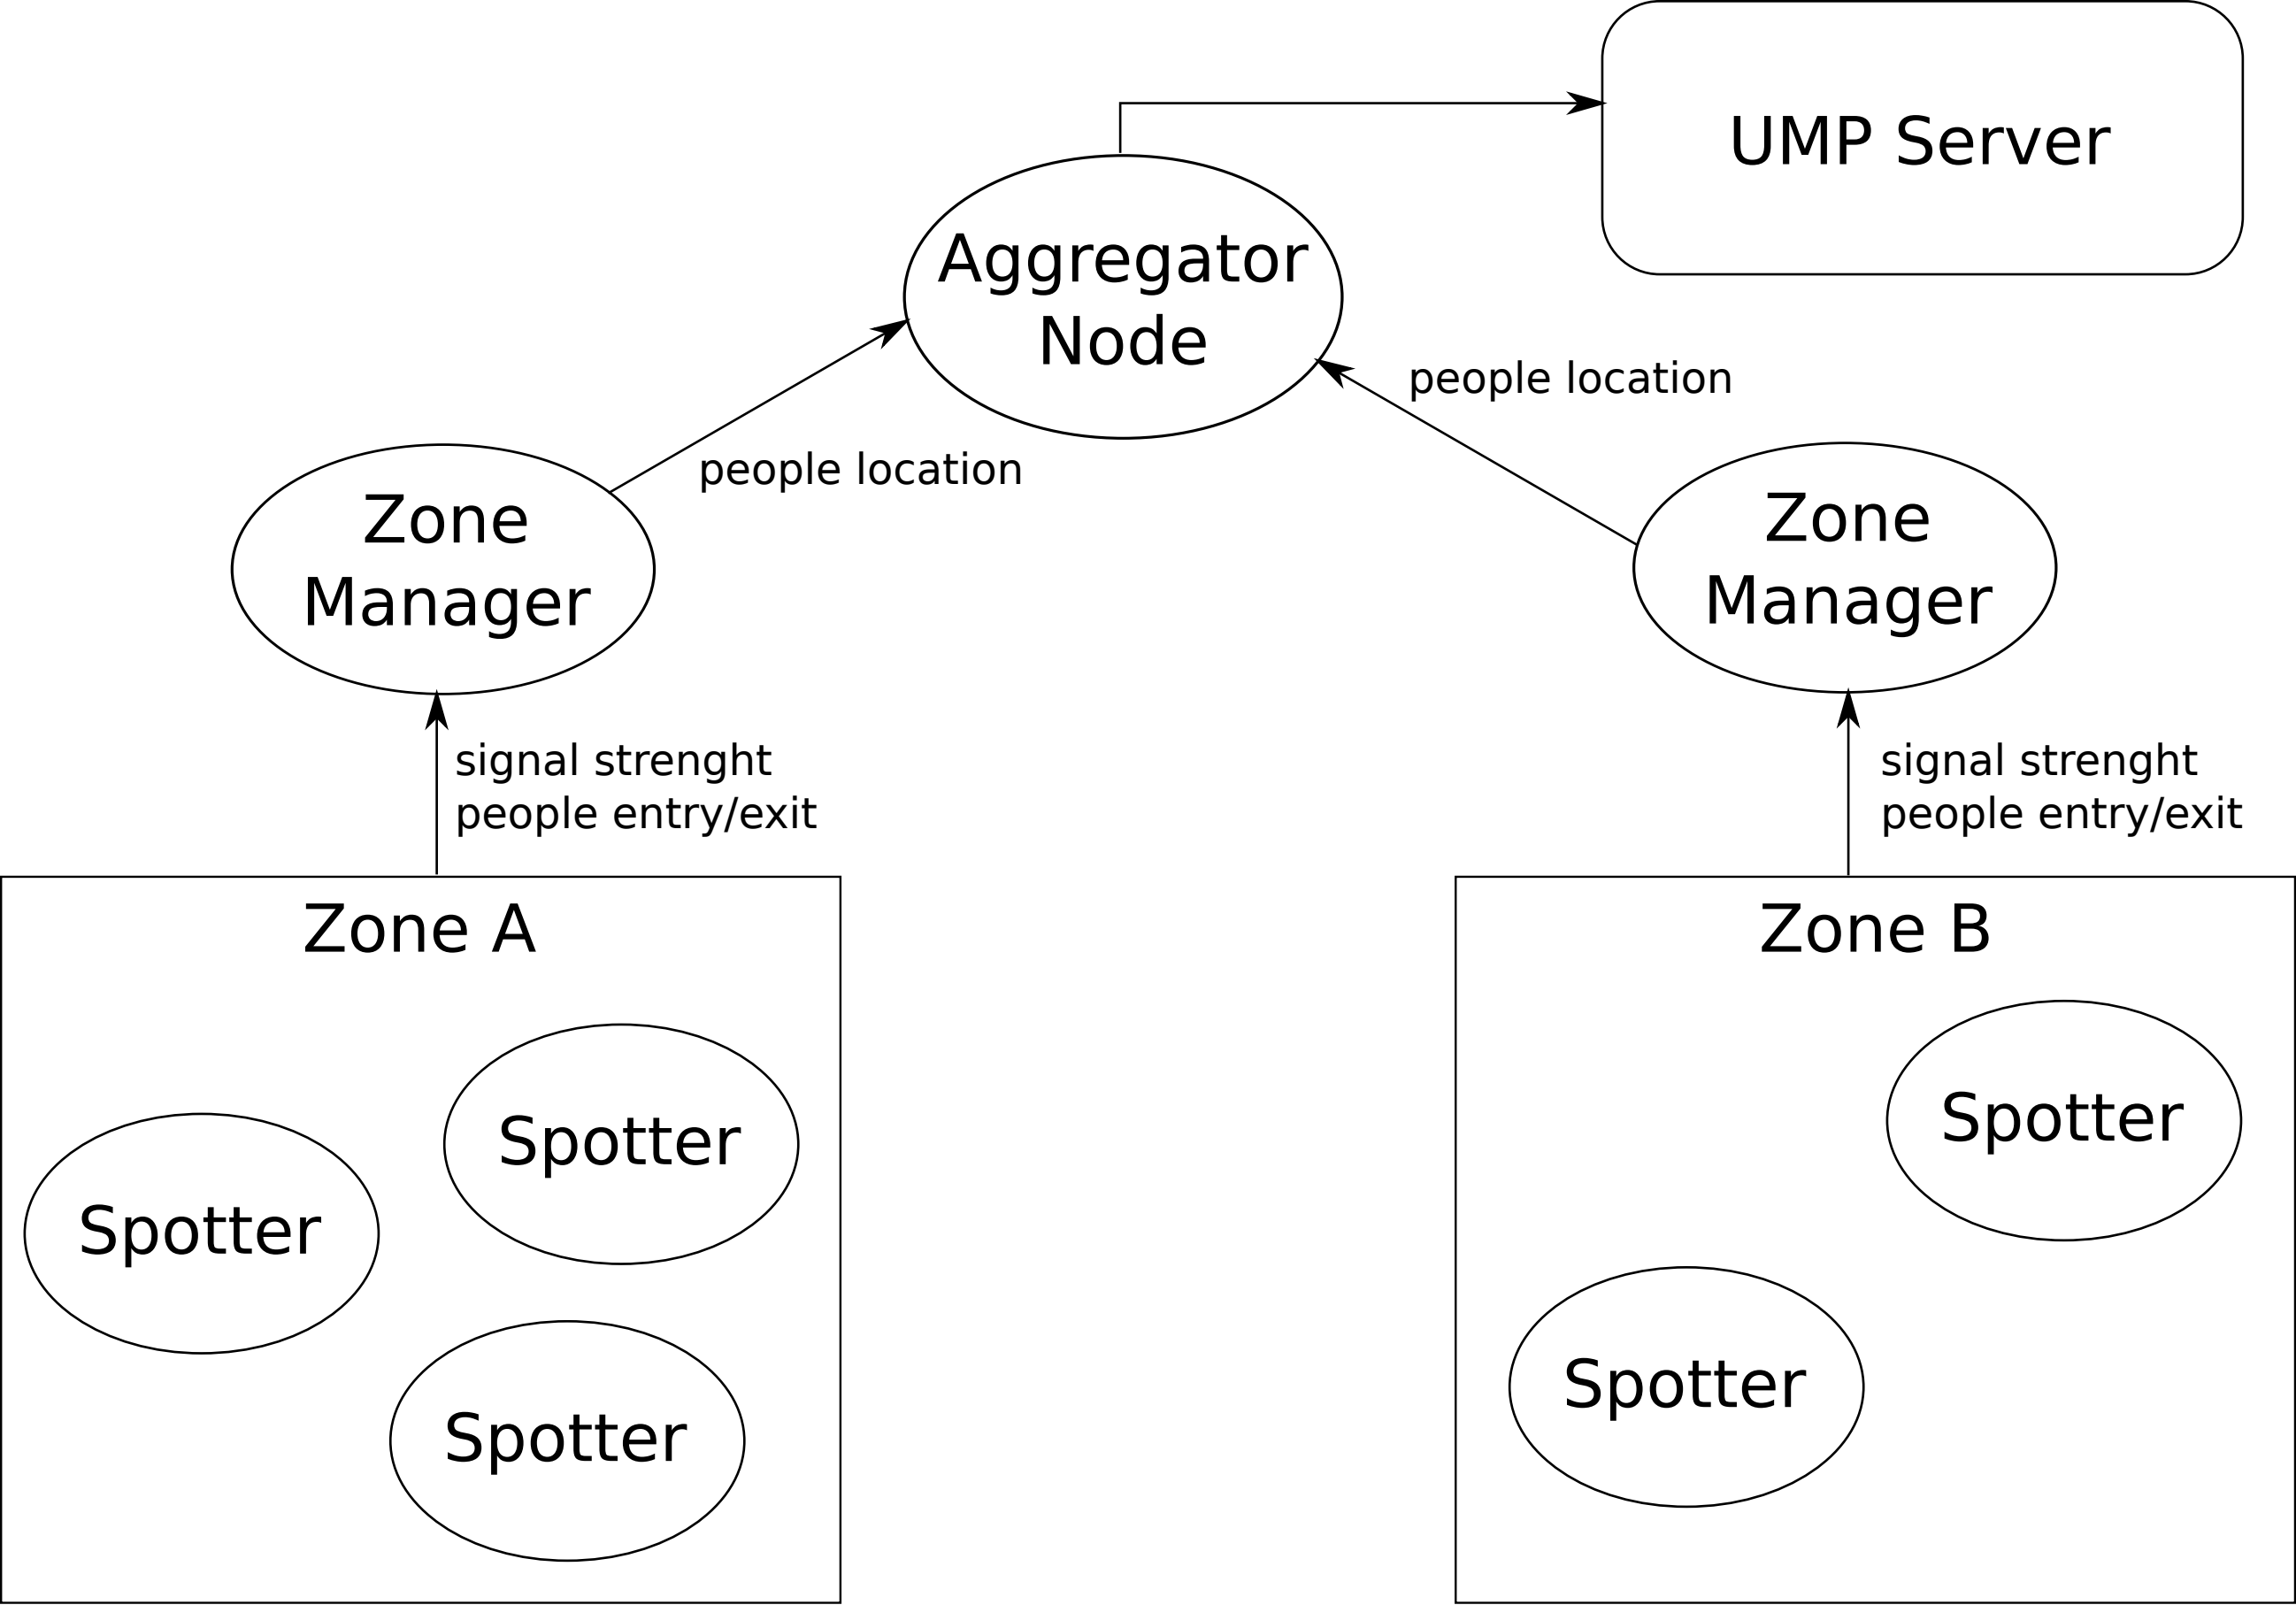 UMP Server
Aggregator
Node
people location
people location
Zone
Manager
Zone
Manager
signal strenght
people entry/exit
signal strenght
people entry/exit
Zone A
Zone B
Spotter
Spotter
Spotter
Spotter
Spotter